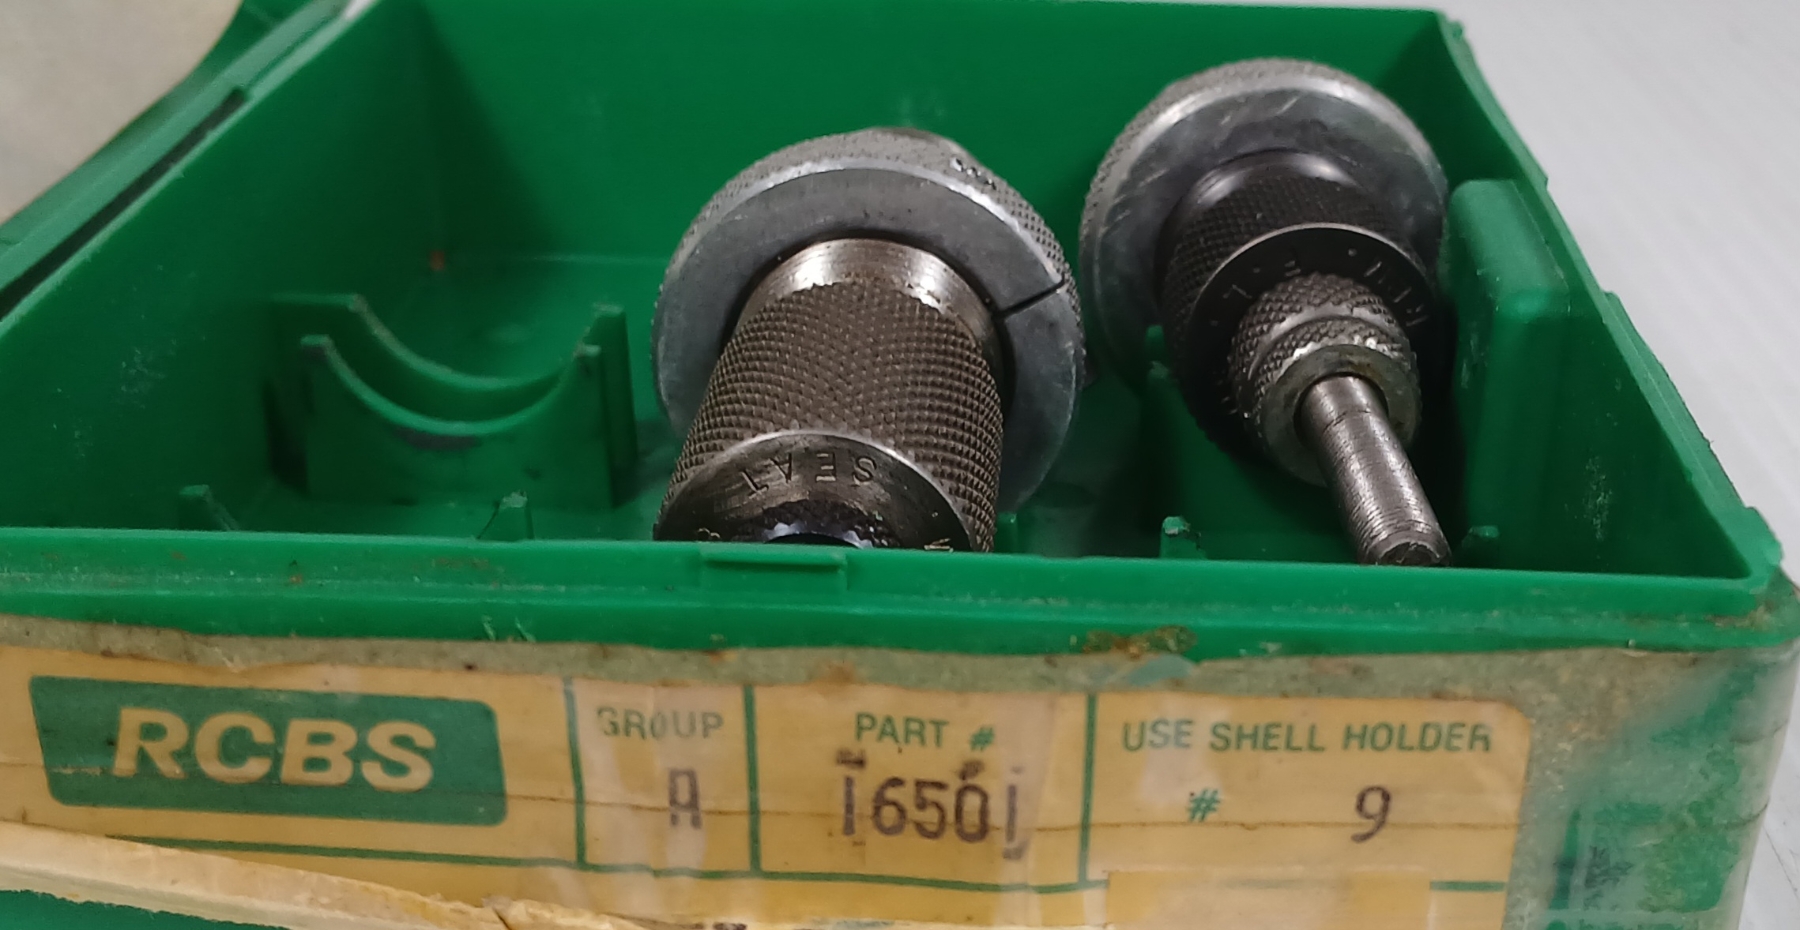 SEAT
RCBS
GROUP
A
PART #
16501
USE SHELL HOLDER
# 9